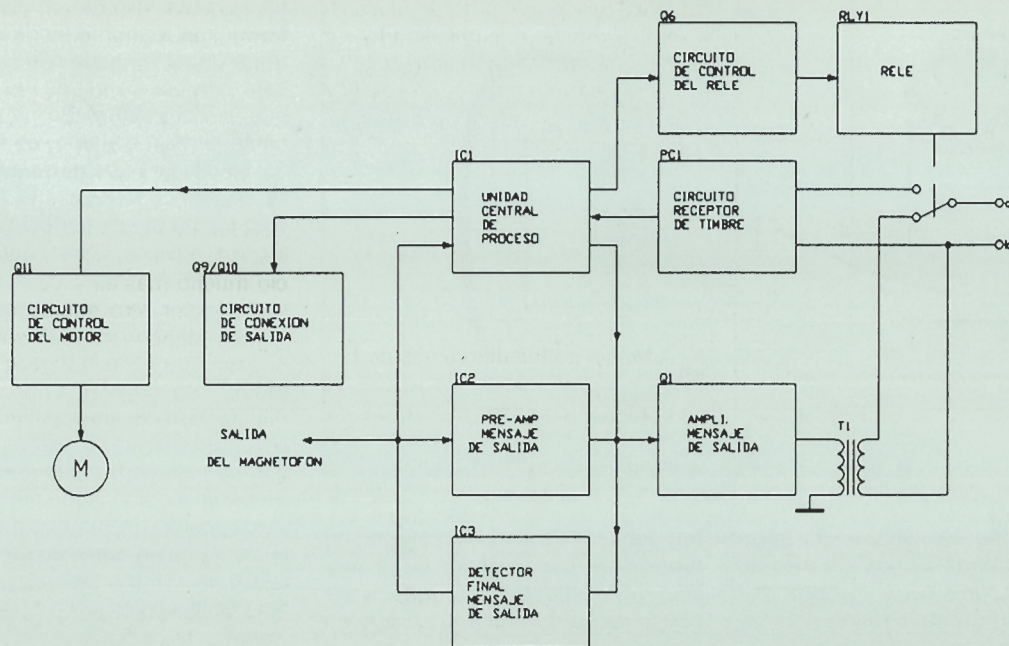 Q6
CIRCUITO
DE CONTROL
DEL RELE
RLY1
RELE
IC1
UNIDAD
CENTRAL
DE
PROCESO
PC1
CIRCUITO
RECEPTOR
DE TIMBRE
Q11
CIRCUITO
DE CONTROL
DEL MOTOR
Q9/Q10
CIRCUITO
DE CONEXION
DE SALIDA
M
SALIDA
DEL MAGNETOFON
IC2
PRE-AMP
MENSAJE
DE SALIDA
Q1
AMPLI.
MENSAJE
DE SALIDA
T1
IC3
DETECTOR
FINAL
MENSAJE
DE SALIDA